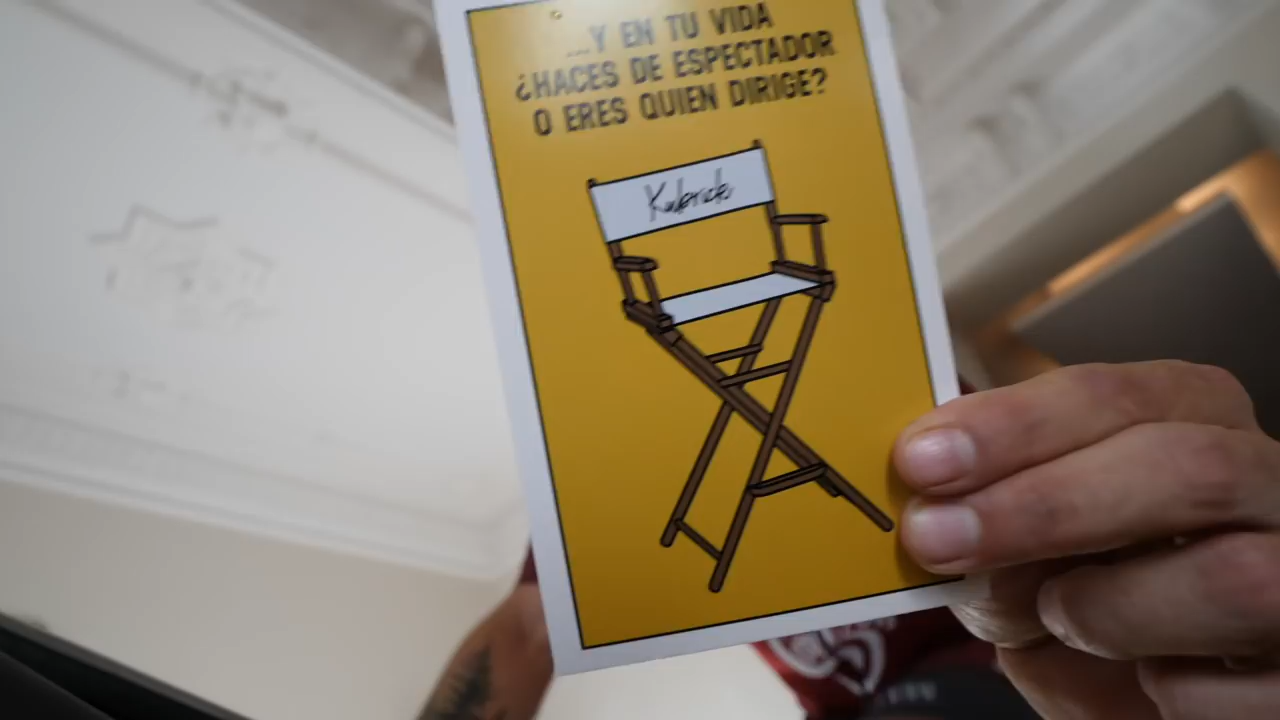 ...Y EN TU VIDA
¿HACES DE ESPECTADOR
O ERES QUIEN DIRIGE?
Kubrick